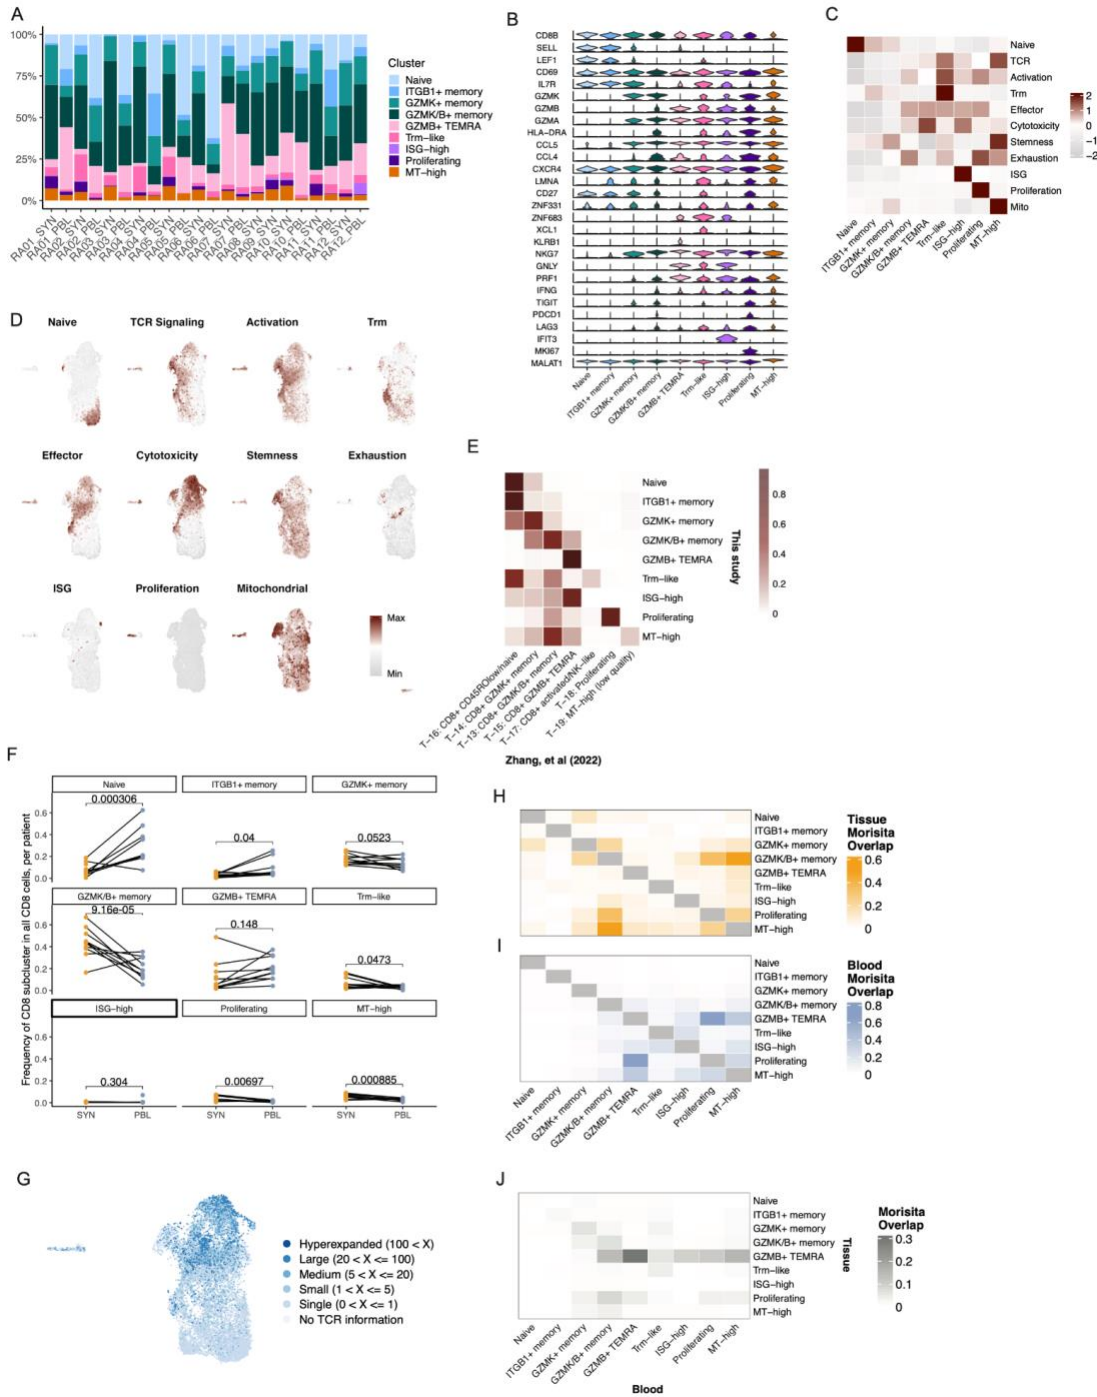 A
100%
75%
50%
25%
0%
RA01_SYN
RA01_PBL
RA02_SYN
RA02_PBL
RA03_SYN
RA03_PBL
RA04_SYN
RA04_PBL
RA05_SYN
RA05_PBL
RA06_SYN
RA06_PBL
RA07_SYN
RA07_PBL
RA08_SYN
RA09_SYN
RA10_SYN
RA10_PBL
RA11_SYN
RA11_PBL
RA12_SYN
RA12_PBL
Cluster
Naive
ITGB1+ memory
GZMK+ memory
GZMK/B+ memory
GZMB+ TEMRA
Trm-like
ISG-high
Proliferating
MT-high
B
CD8B
SELL
LEF1
CD69
IL7R
GZMK
GZMB
GZMA
HLA-DRA
CCL5
CCL4
CXCR4
LMNA
CD27
ZNF331
ZNF683
XCL1
KLRB1
NKG7
GNLY
PRF1
IFNG
TIGIT
PDCD1
LAG3
IFIT3
MKI67
MALAT1
Naive
ITGB1+ memory
GZMK+ memory
GZMK/B+ memory
GZMB+ TEMRA
Trm-like
ISG-high
Proliferating
MT-high
C
Naive
TCR
Activation
Trm
Effector
Cytotoxicity
Stemness
Exhaustion
ISG
Proliferation
Mito
Naive
ITGB1+ memory
GZMK+ memory
GZMK/B+ memory
GZMB+ TEMRA
Trm-like
ISG-high
Proliferating
MT-high
2
1
0
-1
-2
D
Naive
TCR Signaling
Activation
Trm
Effector
Cytotoxicity
Stemness
Exhaustion
ISG
Proliferation
Mitochondrial
Max
Min
E
Naive
ITGB1+ memory
GZMK+ memory
GZMK/B+ memory
GZMB+ TEMRA
Trm-like
ISG-high
Proliferating
MT-high
This study
0.8
0.6
0.4
0.2
0
T-16: CD8+ CD45ROlow/naive
T-14: CD8+ GZMK+ memory
T-13: CD8+ GZMK/B+ memory
T-15: CD8+ GZMB+ TEMRA
T-17: CD8+ activated/NK-like
T-18: Proliferating
T-19: MT-high (low quality)
Zhang, et al (2022)
F
Frequency of CD8 subcluster in all CD8 cells, per patient
Naive
ITGB1+ memory
GZMK+ memory
0.000306
0.04
0.0523
0.6
0.4
0.2
0.0
GZMK/B+ memory
GZMB+ TEMRA
Trm-like
9.16e-05
0.148
0.0473
0.6
0.4
0.2
0.0
ISG-high
Proliferating
MT-high
0.304
0.00697
0.000885
0.6
0.4
0.2
0.0
SYN
PBL
SYN
PBL
SYN
PBL
G
Hyperexpanded (100 < X)
Large (20 < X <= 100)
Medium (5 < X <= 20)
Small (1 < X <= 5)
Single (0 < X <= 1)
No TCR information
H
Naive
ITGB1+ memory
GZMK+ memory
GZMK/B+ memory
GZMB+ TEMRA
Trm-like
ISG-high
Proliferating
MT-high
Tissue
Morisita
Overlap
0.6
0.4
0.2
0
I
Naive
ITGB1+ memory
GZMK+ memory
GZMK/B+ memory
GZMB+ TEMRA
Trm-like
ISG-high
Proliferating
MT-high
Blood
Morisita
Overlap
0.8
0.6
0.4
0.2
0
Naive
ITGB1+ memory
GZMK+ memory
GZMK/B+ memory
GZMB+ TEMRA
Trm-like
ISG-high
Proliferating
MT-high
J
Naive
ITGB1+ memory
GZMK+ memory
GZMK/B+ memory
GZMB+ TEMRA
Trm-like
ISG-high
Proliferating
MT-high
Tissue
Morisita
Overlap
0.3
0.2
0.1
0
Naive
ITGB1+ memory
GZMK+ memory
GZMK/B+ memory
GZMB+ TEMRA
Trm-like
ISG-high
Proliferating
MT-high
Blood